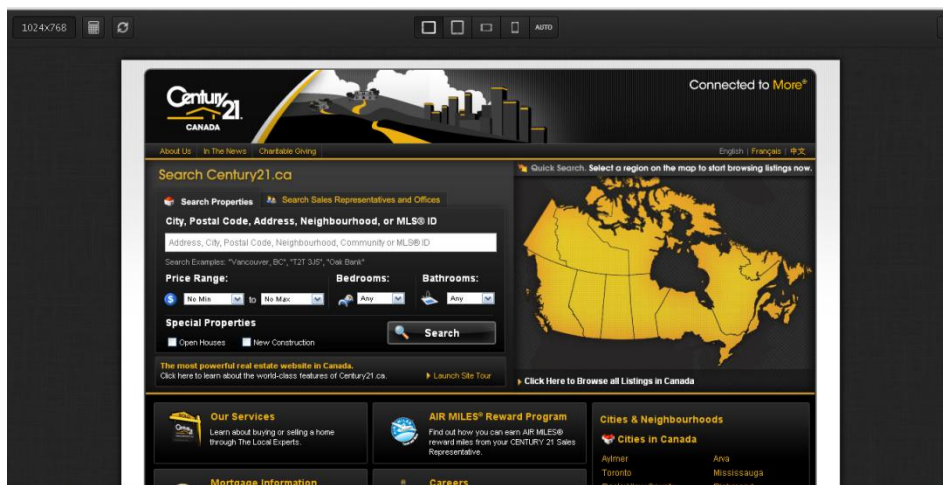 1024x768
AUTO
Century 21
CANADA
Connected to More®
About Us | In The News | Charitable Giving
English | Français | 中文
Search Century21.ca
Quick Search. Select a region on the map to start browsing listings now.
Search Properties
Search Sales Representatives and Offices
City, Postal Code, Address, Neighbourhood, or MLS® ID
Address, City, Postal Code, Neighbourhood, Community or MLS® ID
Search Examples: "Vancouver, BC", "T2T 3J5", "Oak Bank"
Price Range: Bedrooms: Bathrooms:
No Min to No Max Any Any
Special Properties
Open Houses New Construction
Search
The most powerful real estate website in Canada.
Click here to learn about the world-class features of Century21.ca.
Launch Site Tour
Click Here to Browse all Listings in Canada
Our Services
Learn about buying or selling a home
through The Local Experts.
AIR MILES® Reward Program
Find out how you can earn AIR MILES®
reward miles from your CENTURY 21 Sales
Representative.
Cities & Neighbourhoods
Cities in Canada
Aylmer Arva
Toronto Mississauga
Mortgage Information
Careers